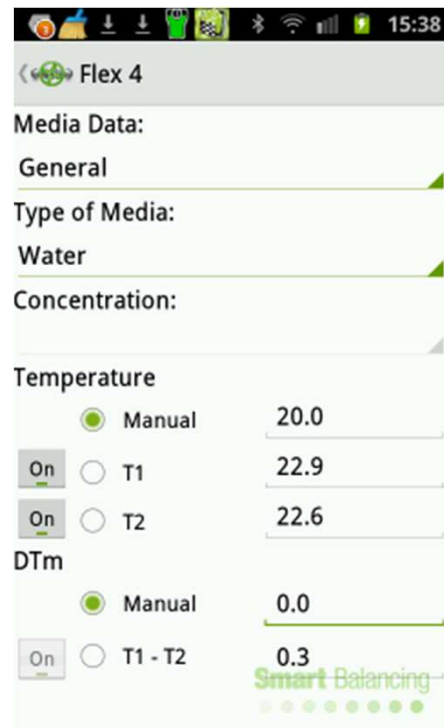 15:38
Flex 4
Media Data:
General
Type of Media:
Water
Concentration:
Temperature
Manual 20.0
On T1 22.9
On T2 22.6
DTm
Manual 0.0
On T1 - T2 0.3
Smart Balancing